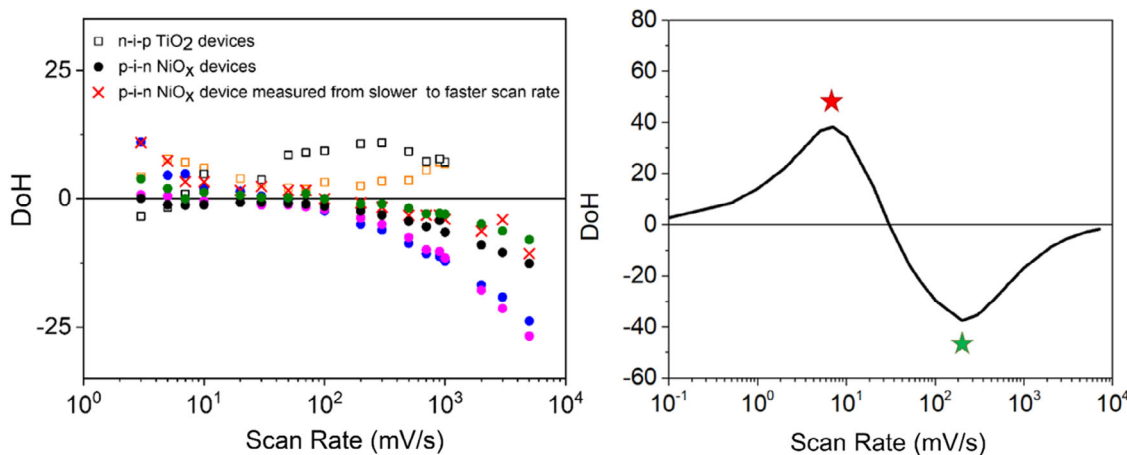 n-i-p TiO2 devices
p-i-n NiOX devices
p-i-n NiOX device measured from slower to faster scan rate
25
0
-25
DoH
10^0 10^1 10^2 10^3 10^4
Scan Rate (mV/s)
80
60
40
20
0
-20
-40
-60
DoH
10^-1 10^0 10^1 10^2 10^3 10^4
Scan Rate (mV/s)